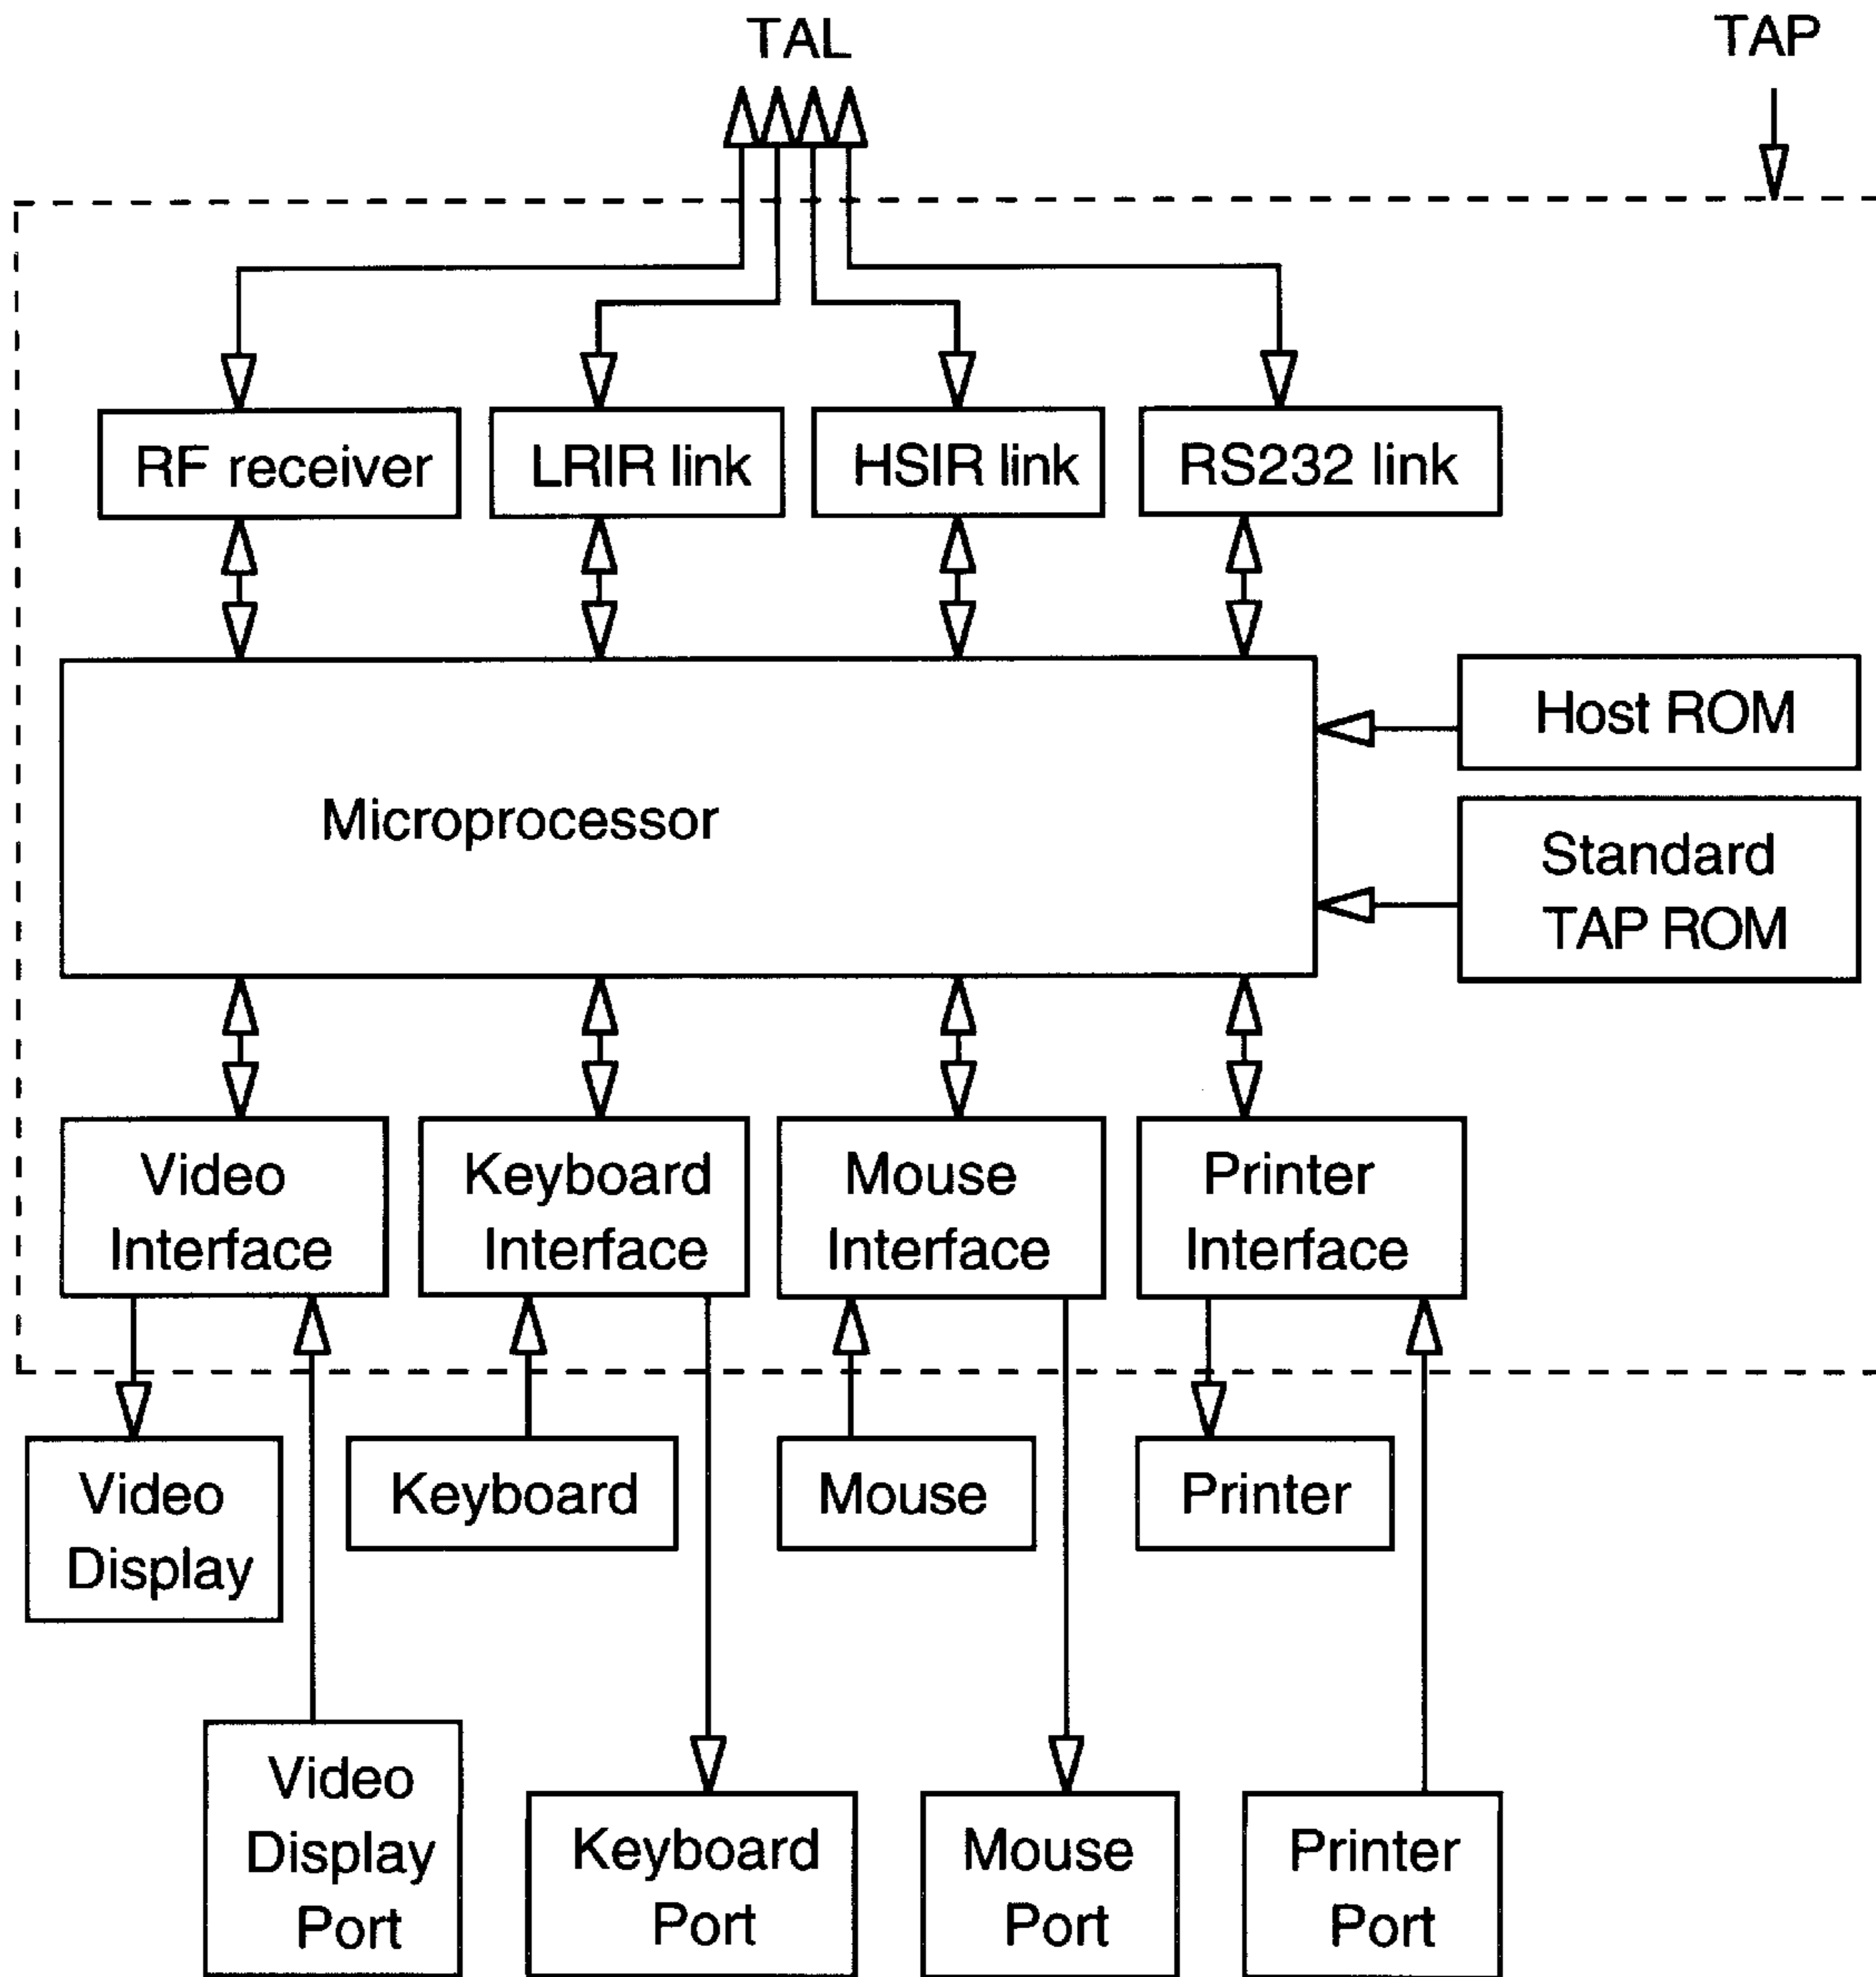 TAL
TAP
RF receiver
LRIR link
HSIR link
RS232 link
Host ROM
Microprocessor
Standard
TAP ROM
Video
Interface
Keyboard
Interface
Mouse
Interface
Printer
Interface
Video
Display
Keyboard
Mouse
Printer
Video
Display
Port
Keyboard
Port
Mouse
Port
Printer
Port